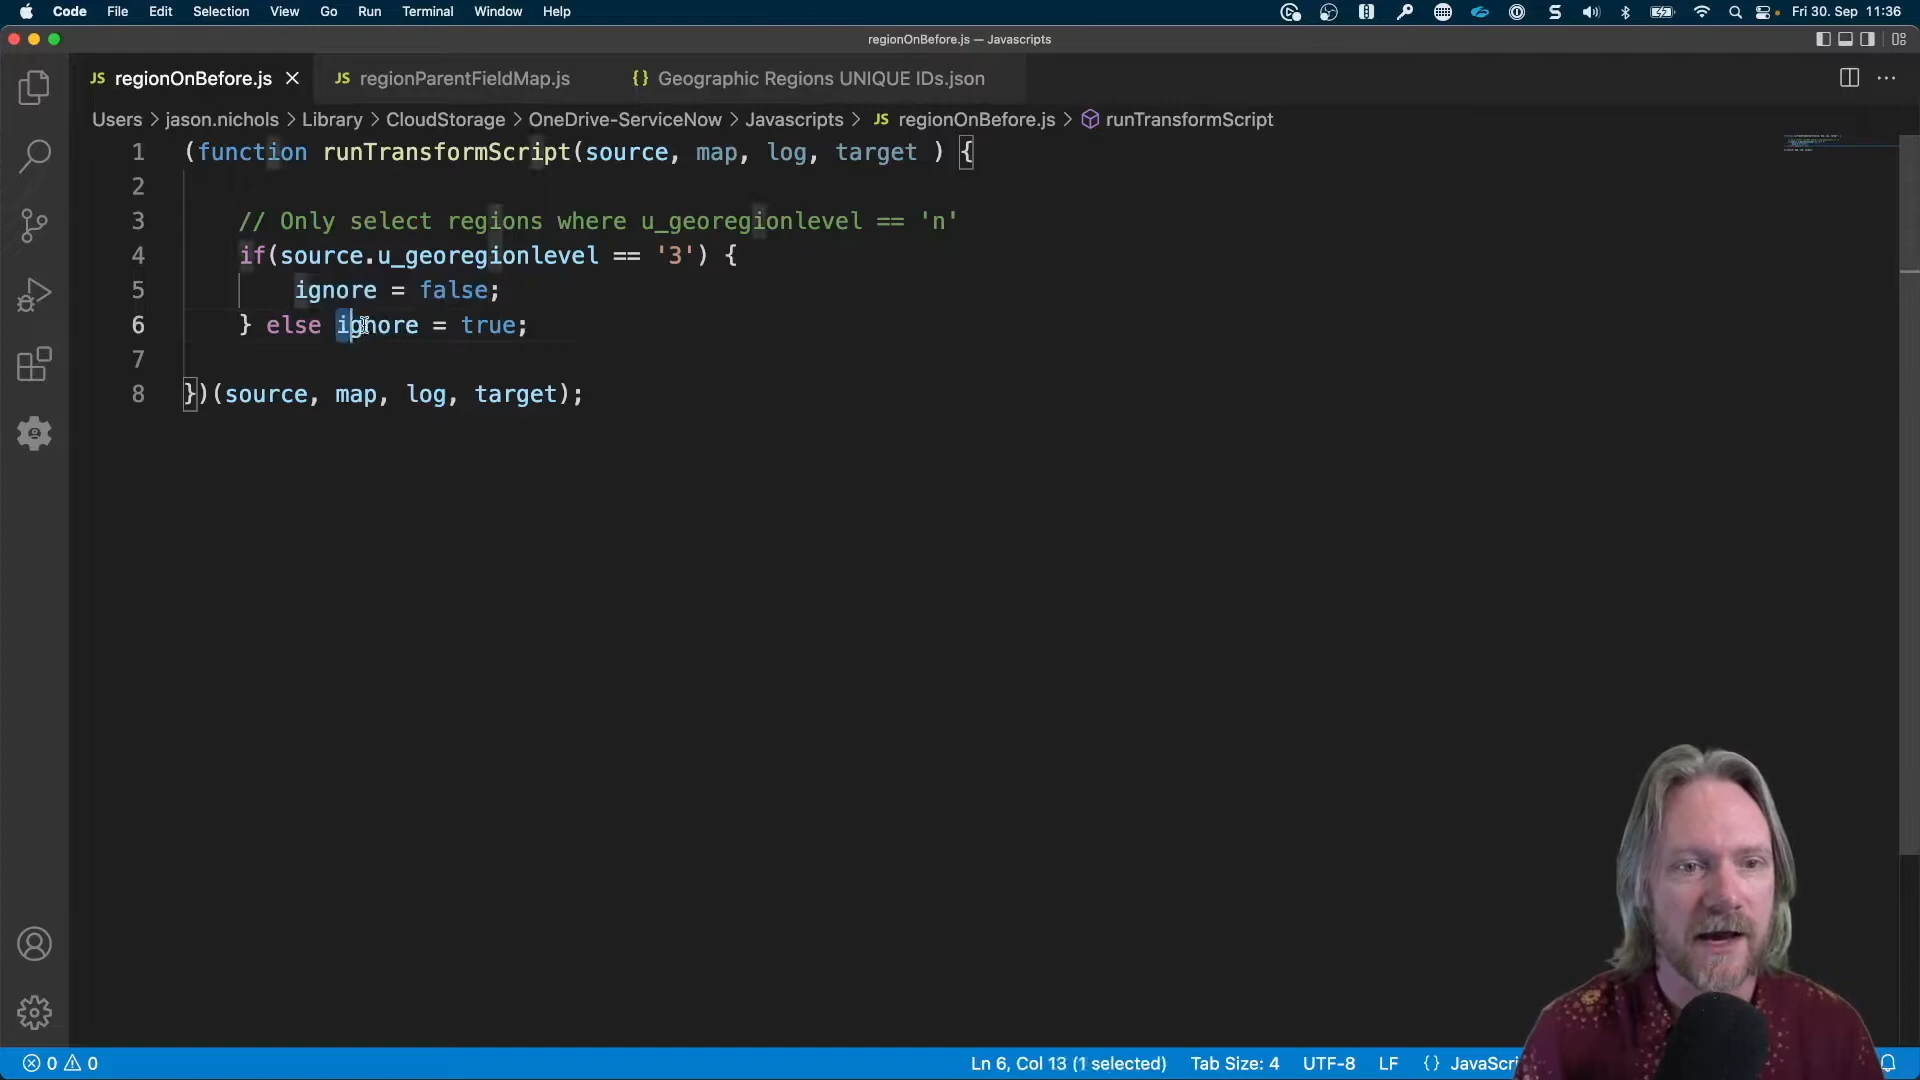 Code File Edit Selection View Go Run Terminal Window Help Fri 30. Sep 11:36
regionOnBefore.js — Javascripts
JS regionOnBefore.js JS regionParentFieldMap.js {} Geographic Regions UNIQUE IDs.json
Users > jason.nichols > Library > CloudStorage > OneDrive-ServiceNow > Javascripts > JS regionOnBefore.js > runTransformScript
1 (function runTransformScript(source, map, log, target ) {
2
3 // Only select regions where u_georegionlevel == 'n'
4 if(source.u_georegionlevel == '3') {
5 ignore = false;
6 } else ignore = true;
7
8 })(source, map, log, target);
0 0 Ln 6, Col 13 (1 selected) Tab Size: 4 UTF-8 LF {} JavaScri